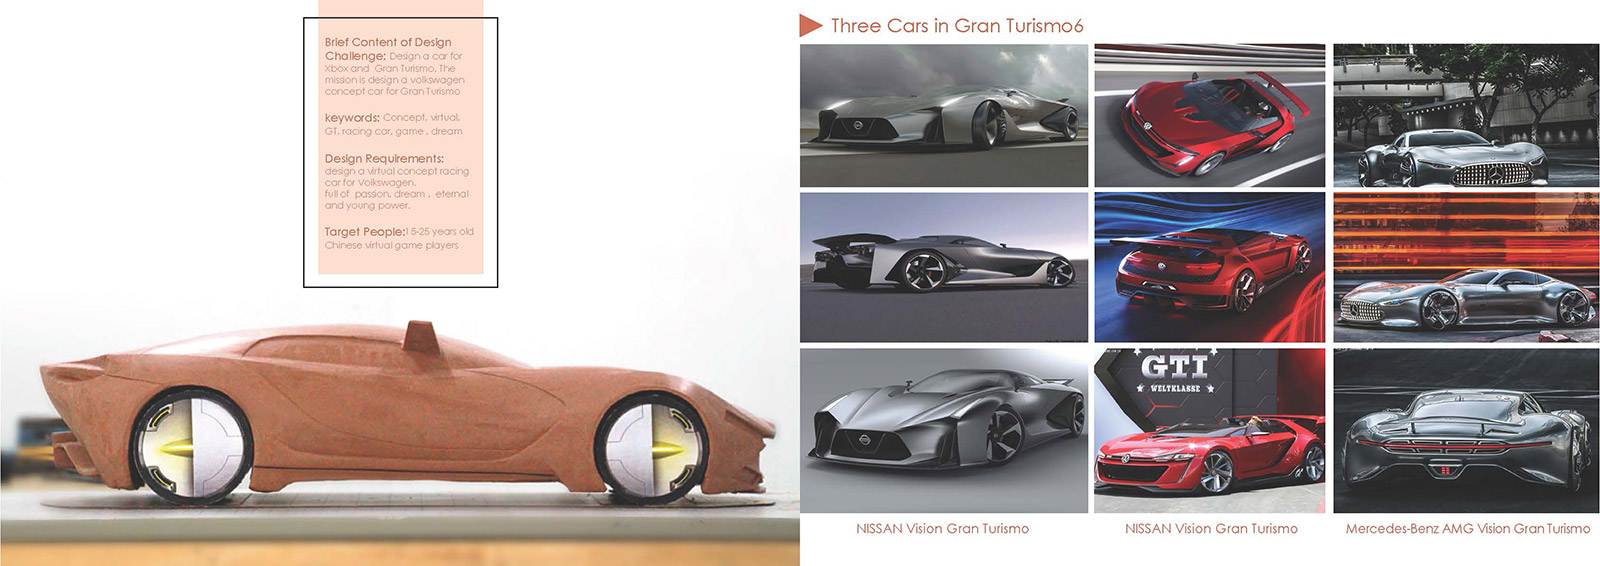 Brief Content of Design
Challenge: Design a car for
Xbox and Gran Turismo. The
mission is design a volkswagen
concept car for Gran Turismo
keywords: Concept, virtual,
GT, racing car, game , dream
Design Requirements:
design a virtual concept racing
car for Volkswagen.
full of passion, dream , eternal
and young power.
Target People:15-25 years old
Chinese virtual game players
Three Cars in Gran Turismo6
GTI
WELTKLASSE
NISSAN Vision Gran Turismo
NISSAN Vision Gran Turismo
Mercedes-Benz AMG Vision Gran Turismo